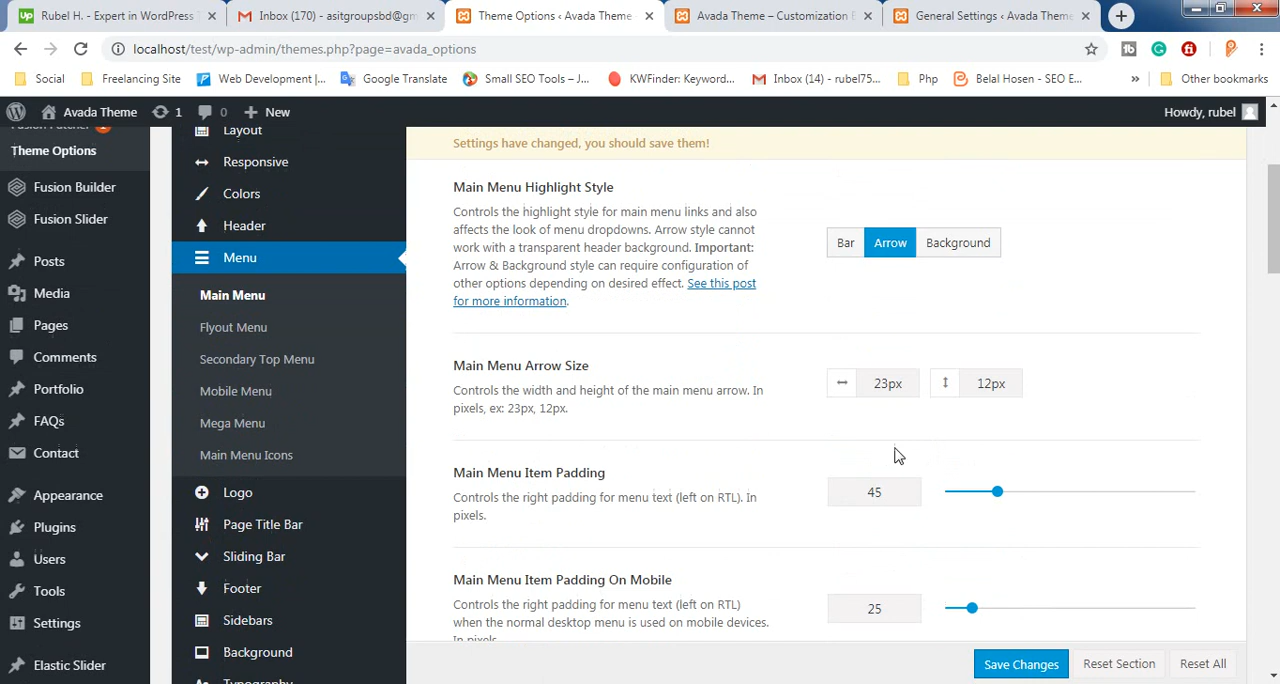 Rubel H. - Expert in WordPress T
Inbox (170) - asitgroupsbd@gm
Theme Options ‹ Avada Theme
Avada Theme – Customization E
General Settings ‹ Avada Theme
localhost/test/wp-admin/themes.php?page=avada_options
Social
Freelancing Site
Web Development |...
Google Translate
Small SEO Tools – J...
KWFinder: Keyword...
Inbox (14) - rubel75...
Php
Belal Hosen - SEO E...
»
Other bookmarks
Avada Theme
1
0
New
Howdy, rubel
Fusion Patcher
Theme Options
Fusion Builder
Fusion Slider
Posts
Media
Pages
Comments
Portfolio
FAQs
Contact
Appearance
Plugins
Users
Tools
Settings
Elastic Slider
Layout
Responsive
Colors
Header
Menu
Main Menu
Flyout Menu
Secondary Top Menu
Mobile Menu
Mega Menu
Main Menu Icons
Logo
Page Title Bar
Sliding Bar
Footer
Sidebars
Background
Typography
Settings have changed, you should save them!
Main Menu Highlight Style
Controls the highlight style for main menu links and also
affects the look of menu dropdowns. Arrow style cannot
work with a transparent header background. Important:
Arrow & Background style can require configuration of
other options depending on desired effect. See this post
for more information.
Bar
Arrow
Background
Main Menu Arrow Size
Controls the width and height of the main menu arrow. In
pixels, ex: 23px, 12px.
23px
12px
Main Menu Item Padding
Controls the right padding for menu text (left on RTL). In
pixels.
45
Main Menu Item Padding On Mobile
Controls the right padding for menu text (left on RTL)
when the normal desktop menu is used on mobile devices.
In pixels.
25
Save Changes
Reset Section
Reset All